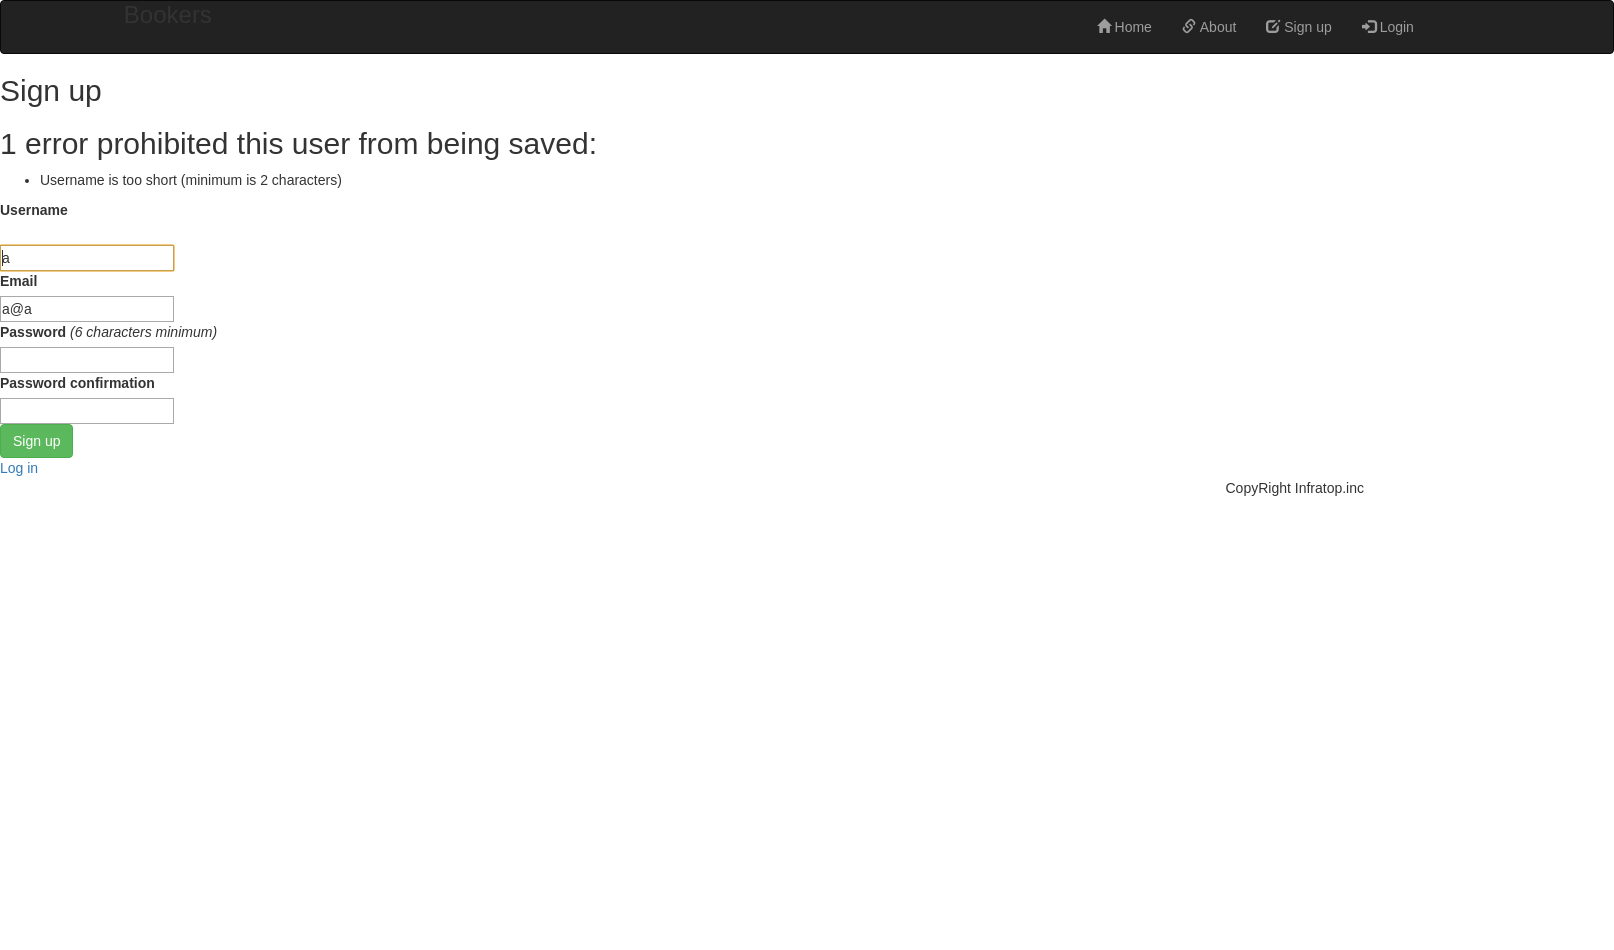 Bookers
Home About Sign up Login
Sign up
1 error prohibited this user from being saved:
Username is too short (minimum is 2 characters)
Username
a
Email
a@a
Password (6 characters minimum)
Password confirmation
Sign up
Log in
CopyRight Infratop.inc